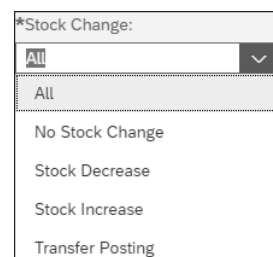 *Stock Change:
All
All
No Stock Change
Stock Decrease
Stock Increase
Transfer Posting